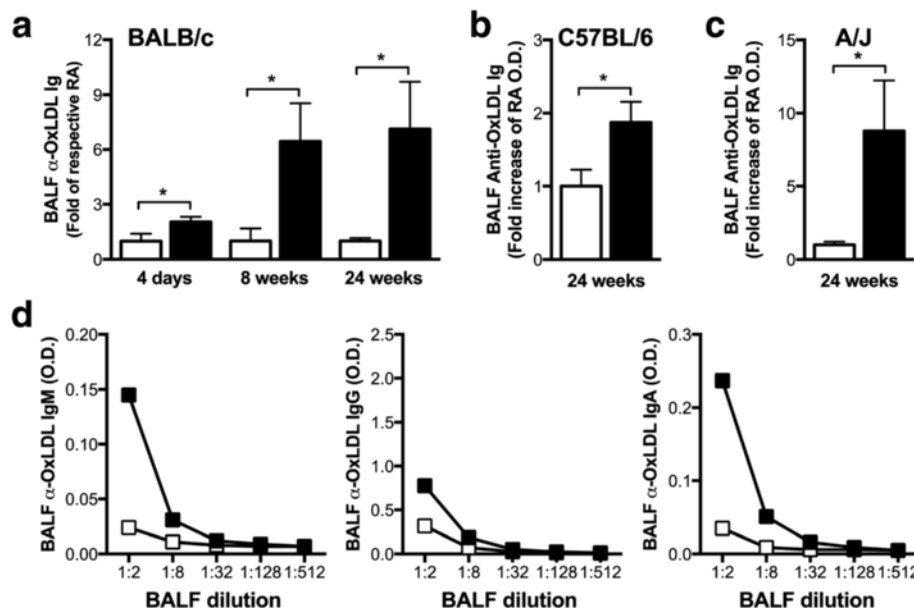 a
BALB/c
BALF α-OxLDL Ig
(Fold of respective RA)
12
9
6
3
0
*
*
*
4 days
8 weeks
24 weeks
b
C57BL/6
BALF Anti-OxLDL Ig
(Fold increase of RA O.D.)
3
2
1
0
*
24 weeks
c
A/J
BALF Anti-OxLDL Ig
(Fold increase of RA O.D.)
15
10
5
0
*
24 weeks
d
BALF α-OxLDL IgM (O.D.)
0.20
0.15
0.10
0.05
0.00
1:2
1:8
1:32
1:128
1:512
BALF dilution
BALF α-OxLDL IgG (O.D.)
2.5
2.0
1.5
1.0
0.5
0.0
1:2
1:8
1:32
1:128
1:512
BALF dilution
BALF α-OxLDL IgA (O.D.)
0.3
0.2
0.1
0.0
1:2
1:8
1:32
1:128
1:512
BALF dilution